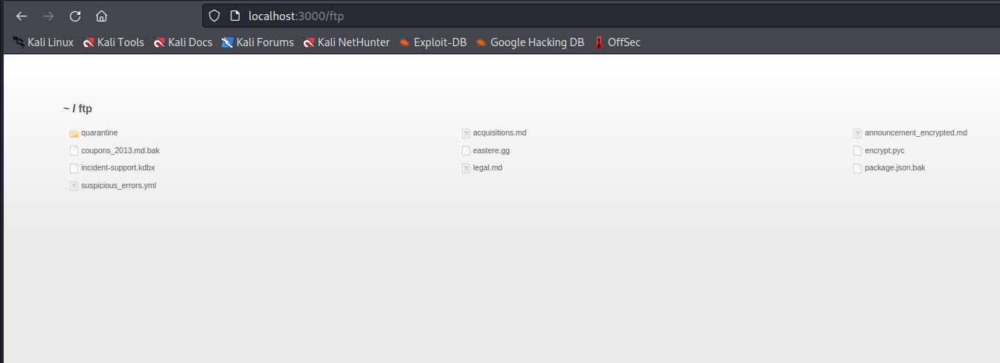 localhost:3000/ftp
Kali Linux Kali Tools Kali Docs Kali Forums Kali NetHunter Exploit-DB Google Hacking DB OffSec
~ / ftp
quarantine acquisitions.md announcement_encrypted.md
coupons_2013.md.bak eastere.gg encrypt.pyc
incident-support.kdbx legal.md package.json.bak
suspicious_errors.yml